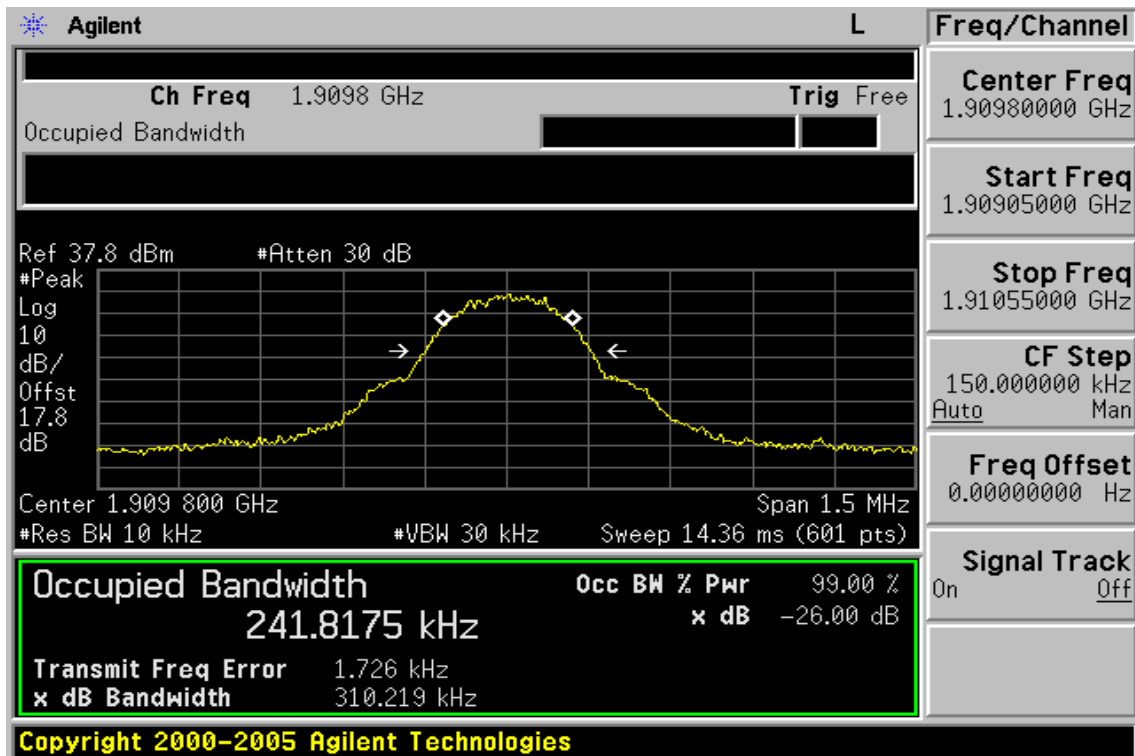 Agilent L Freq/Channel
Ch Freq 1.9098 GHz Trig Free
Occupied Bandwidth
Center Freq
1.90980000 GHz
Start Freq
1.90905000 GHz
Stop Freq
1.91055000 GHz
CF Step
150.000000 kHz
Auto Man
Freq Offset
0.00000000 Hz
Signal Track
On Off
Ref 37.8 dBm #Atten 30 dB
#Peak
Log
10
dB/
Offst
17.8
dB
Center 1.909 800 GHz Span 1.5 MHz
#Res BW 10 kHz #VBW 30 kHz Sweep 14.36 ms (601 pts)
Occupied Bandwidth Occ BW % Pwr 99.00 %
241.8175 kHz x dB -26.00 dB
Transmit Freq Error 1.726 kHz
x dB Bandwidth 310.219 kHz
Copyright 2000-2005 Agilent Technologies